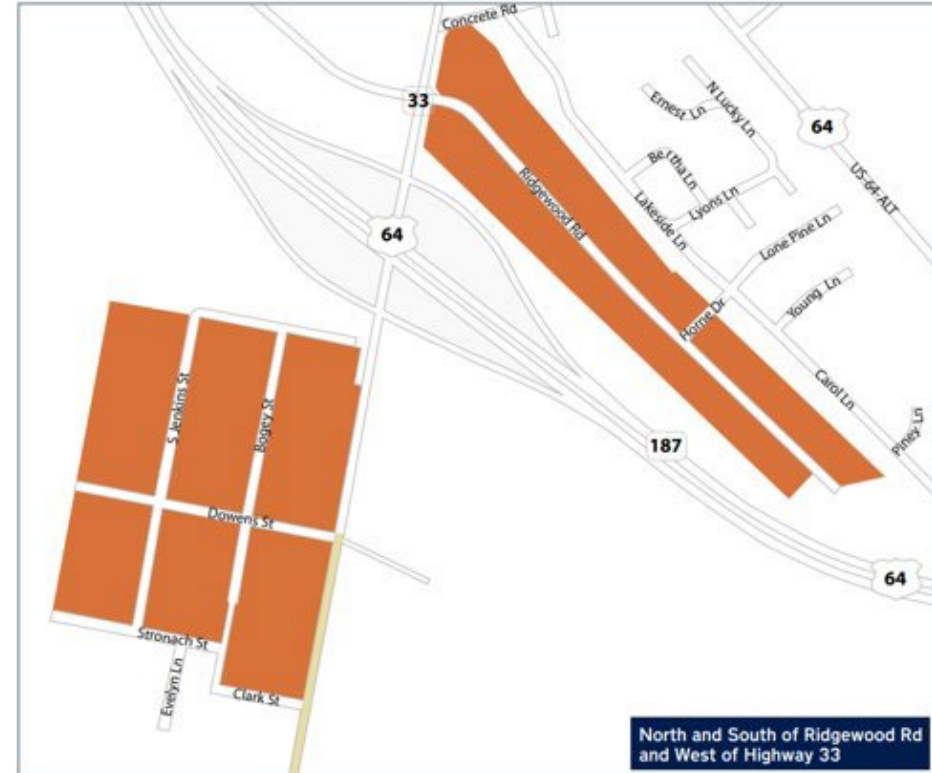 Concrete Rd
33
N Lucky Ln
Ernest Ln
64
Bertha Ln
US-64-ALT
Ridgewood Rd
Lakeside Ln
Lyons Ln
64
Lone Pine Ln
Young Ln
Horne Dr
S Jenkins St
Bogey St
Carol Ln
Piney Ln
187
Dowens St
64
Stronach St
Evelyn Ln
Clark St
North and South of Ridgewood Rd
and West of Highway 33